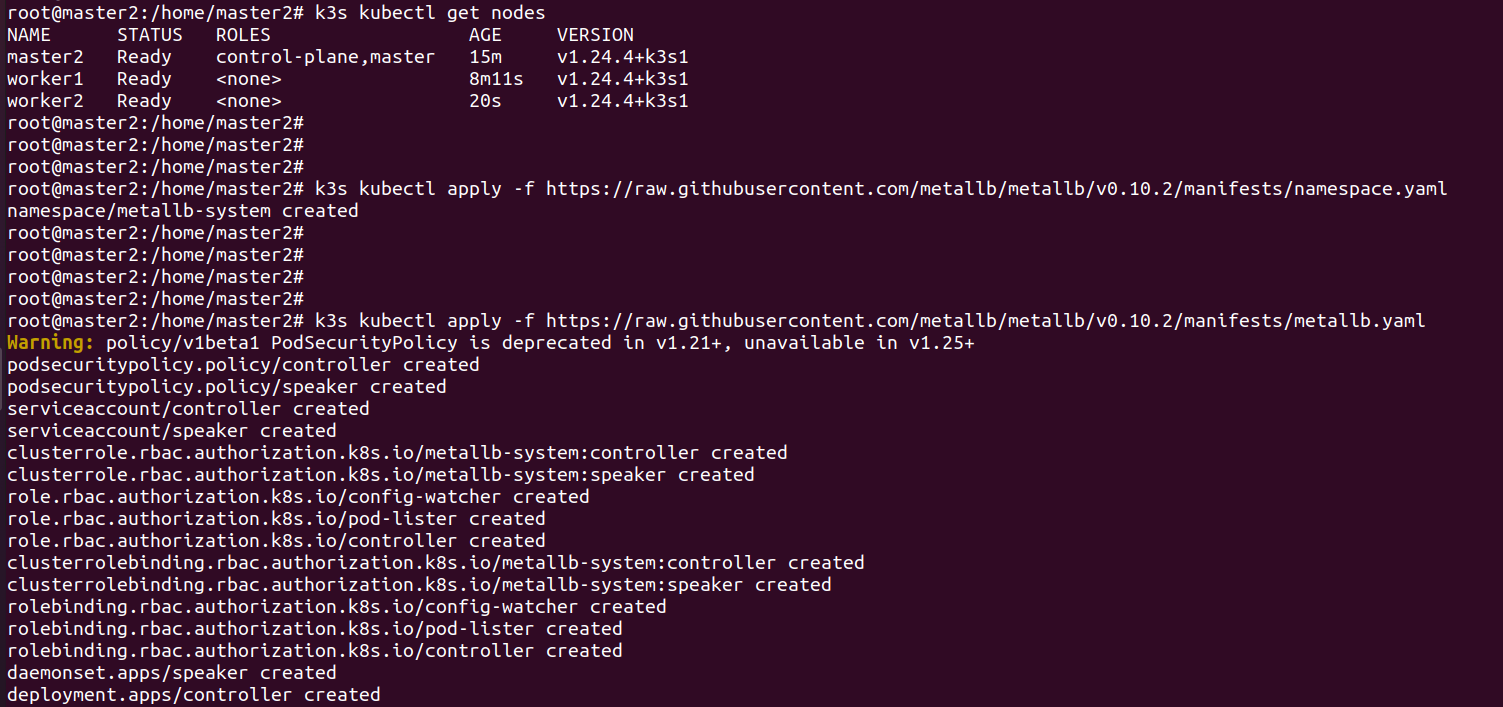 root@master2:/home/master2# k3s kubectl get nodes
NAME      STATUS   ROLES                  AGE     VERSION
master2   Ready    control-plane,master   15m     v1.24.4+k3s1
worker1   Ready    <none>                 8m11s   v1.24.4+k3s1
worker2   Ready    <none>                 20s     v1.24.4+k3s1
root@master2:/home/master2#
root@master2:/home/master2#
root@master2:/home/master2#
root@master2:/home/master2# k3s kubectl apply -f https://raw.githubusercontent.com/metallb/metallb/v0.10.2/manifests/namespace.yaml
namespace/metallb-system created
root@master2:/home/master2#
root@master2:/home/master2#
root@master2:/home/master2#
root@master2:/home/master2#
root@master2:/home/master2# k3s kubectl apply -f https://raw.githubusercontent.com/metallb/metallb/v0.10.2/manifests/metallb.yaml
Warning: policy/v1beta1 PodSecurityPolicy is deprecated in v1.21+, unavailable in v1.25+
podsecuritypolicy.policy/controller created
podsecuritypolicy.policy/speaker created
serviceaccount/controller created
serviceaccount/speaker created
clusterrole.rbac.authorization.k8s.io/metallb-system:controller created
clusterrole.rbac.authorization.k8s.io/metallb-system:speaker created
role.rbac.authorization.k8s.io/config-watcher created
role.rbac.authorization.k8s.io/pod-lister created
role.rbac.authorization.k8s.io/controller created
clusterrolebinding.rbac.authorization.k8s.io/metallb-system:controller created
clusterrolebinding.rbac.authorization.k8s.io/metallb-system:speaker created
rolebinding.rbac.authorization.k8s.io/config-watcher created
rolebinding.rbac.authorization.k8s.io/pod-lister created
rolebinding.rbac.authorization.k8s.io/controller created
daemonset.apps/speaker created
deployment.apps/controller created